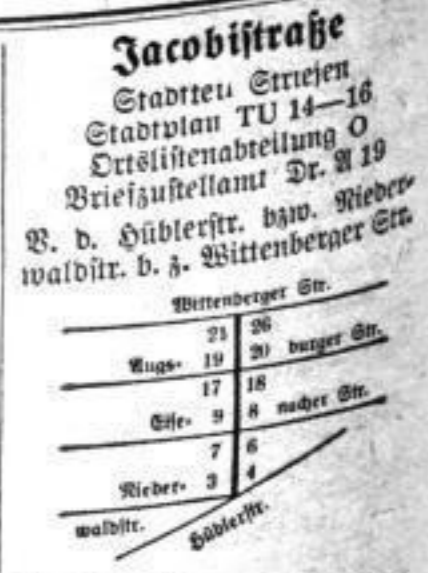 Jacobistraße
Stadtteil Striesen
Stadtplan TU 14—16
Ortslistenabteilung O
Briefzustellamt Dr. A 19
V. d. Hüblerstr. bzw. Nieder-
waldstr. b. z. Wittenberger Str.
Wittenberger Str.
21 26
Augs- 19 20 burger Str.
17 18
Eise- 9 8 nacher Str.
7 6
Nieder- 3 4
waldstr. Hüblerstr.